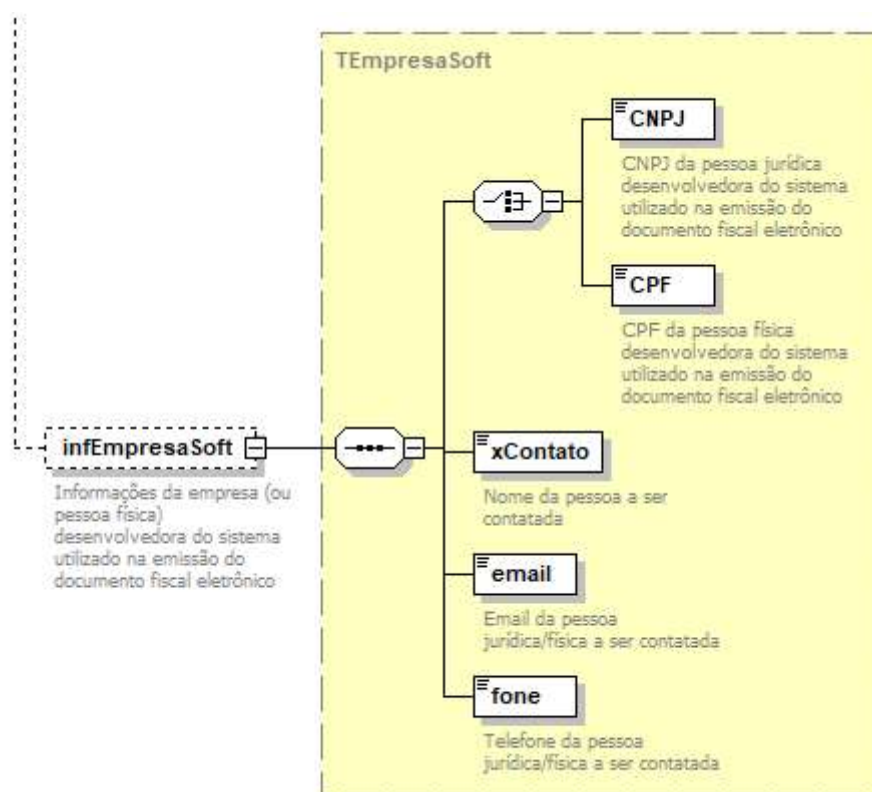 TEmpresaSoft
CNPJ
CNPJ da pessoa jurídica
desenvolvedora do sistema
utilizado na emissão do
documento fiscal eletrônico
CPF
CPF da pessoa física
desenvolvedora do sistema
utilizado na emissão do
documento fiscal eletrônico
infEmpresaSoft
Informações da empresa (ou
pessoa física)
desenvolvedora do sistema
utilizado na emissão do
documento fiscal eletrônico
xContato
Nome da pessoa a ser
contatada
email
Email da pessoa
jurídica/física a ser contatada
fone
Telefone da pessoa
jurídica/física a ser contatada